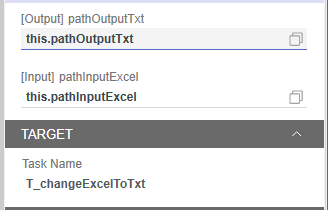 [Output] pathOutputTxt
this.pathOutputTxt
[Input] pathInputExcel
this.pathInputExcel
TARGET
Task Name
T_changeExcelToTxt